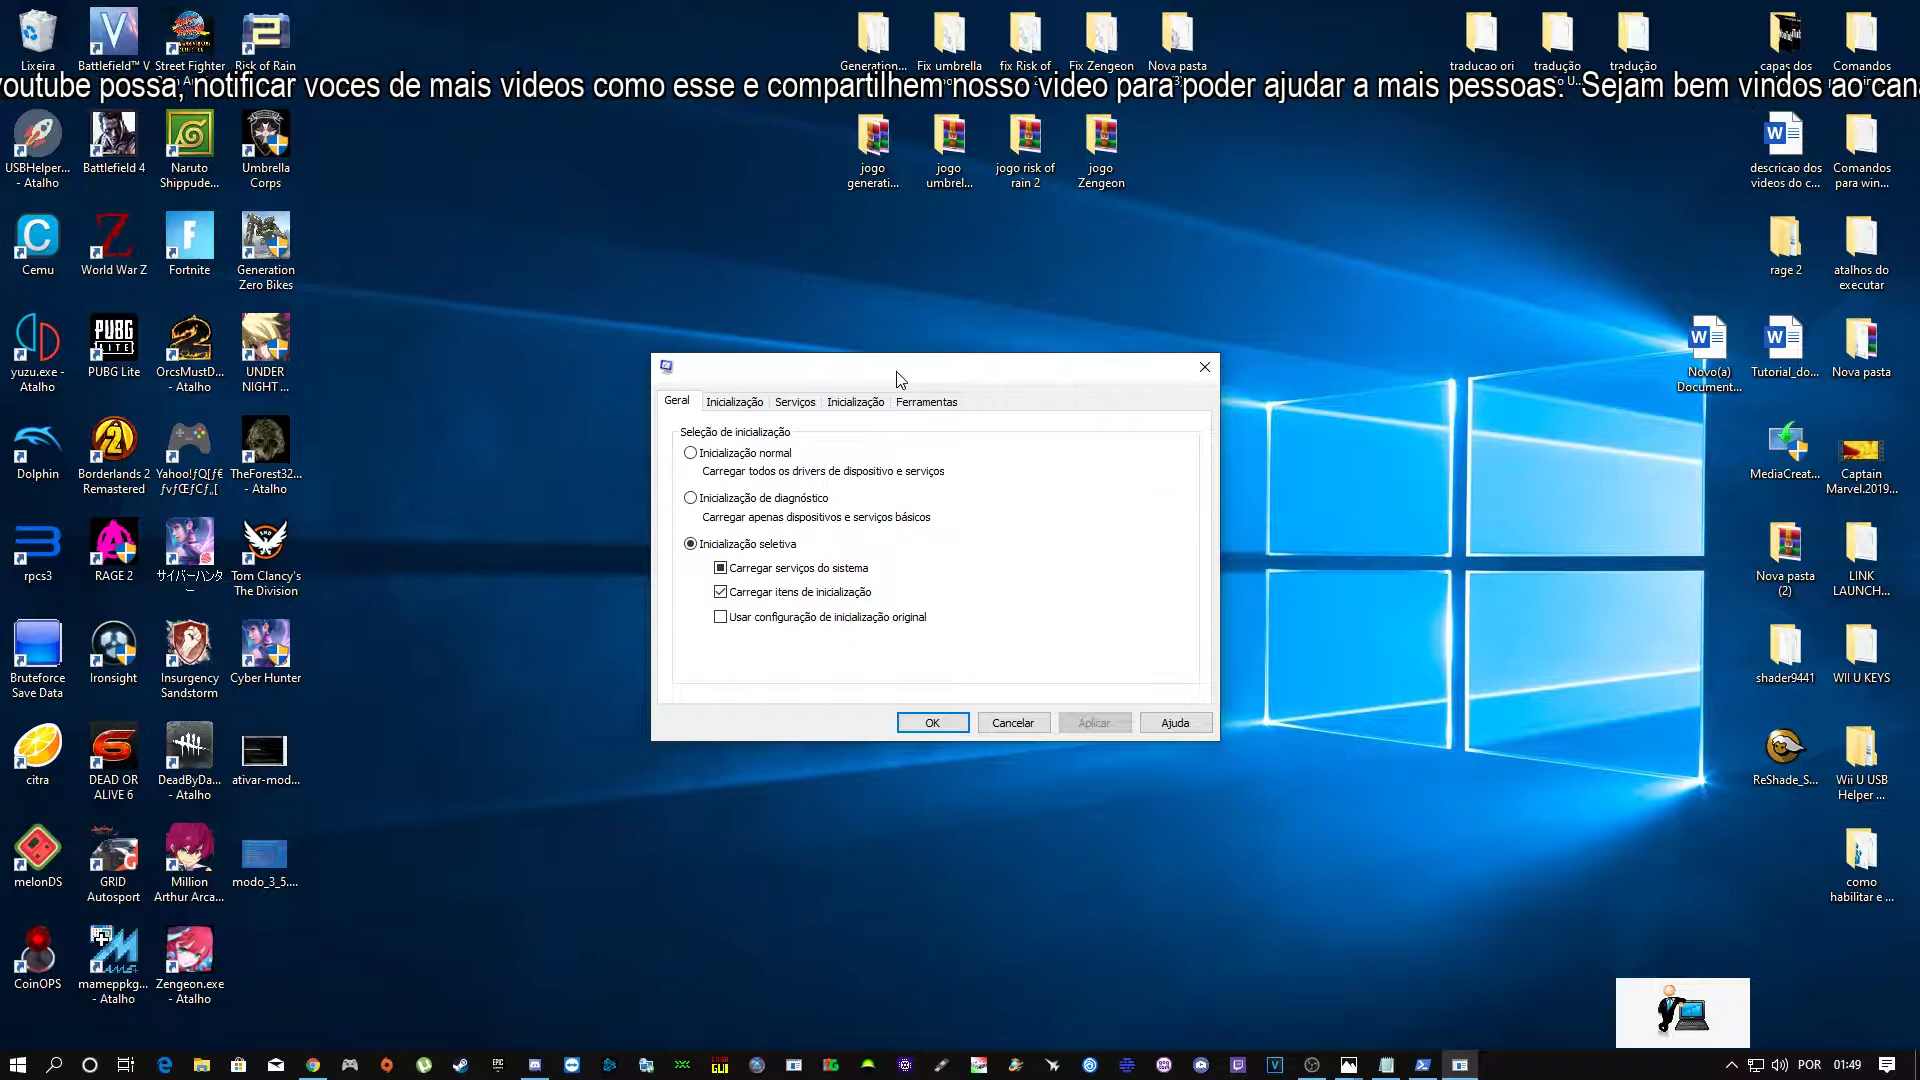 Lixeira
Battlefield™ V
Street Fighter
Risk of Rain
Generation...
Fix umbrella
fix Risk of
Fix Zengeon
Nova pasta
traducao ori
tradução
tradução
capas dos
Comandos
youtube possa, notificar voces de mais videos como esse e compartilhem nosso video para poder ajudar a mais pessoas. Sejam bem vindos ao cana
USBHelper...
- Atalho
Battlefield 4
Naruto
Shippude...
Umbrella
Corps
jogo
generati...
jogo
umbrel...
jogo risk of
rain 2
jogo
Zengeon
descricao dos
videos do c...
Comandos
para win...
Cemu
World War Z
Fortnite
Generation
Zero Bikes
rage 2
atalhos do
executar
yuzu.exe -
Atalho
PUBG Lite
OrcsMustD...
- Atalho
UNDER
NIGHT ...
Novo(a)
Document...
Tutorial_do...
Nova pasta
Geral
Inicialização
Serviços
Inicialização
Ferramentas
Seleção de inicialização
Inicialização normal
Carregar todos os drivers de dispositivo e serviços
Inicialização de diagnóstico
Carregar apenas dispositivos e serviços básicos
Inicialização seletiva
Carregar serviços do sistema
Carregar itens de inicialização
Usar configuração de inicialização original
OK
Cancelar
Aplicar
Ajuda
Dolphin
Borderlands 2
Remastered
Yahoo!ƒQ[ƒ€
ƒvƒŒƒCƒ„[
TheForest32...
- Atalho
MediaCreat...
Captain
Marvel.2019...
rpcs3
RAGE 2
サイバーハンター
Tom Clancy's
The Division
Nova pasta
(2)
LINK
LAUNCH...
Bruteforce
Save Data
Ironsight
Insurgency
Sandstorm
Cyber Hunter
shader9441
WII U KEYS
citra
DEAD OR
ALIVE 6
DeadByDa...
- Atalho
ativar-mod...
ReShade_S...
Wii U USB
Helper ...
melonDS
GRID
Autosport
Million
Arthur Arca...
modo_3_5....
como
habilitar e ...
CoinOPS
mameppkg...
- Atalho
Zengeon.exe
- Atalho
POR
01:49